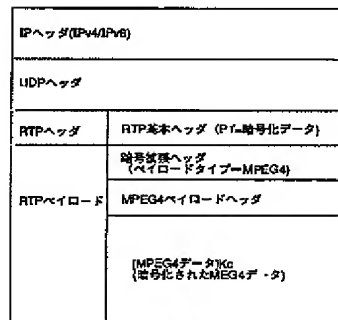 IPヘッダ(IPv4/IPv6)
UDPヘッダ
RTPヘッダ
RTP基本ヘッダ (PT=暗号化データ)
暗号拡張ヘッダ
(ペイロードタイプ=MPEG4)
RTPペイロード
MPEG4ペイロードヘッダ
[MPEG4データ]Kc
(暗号化されたMEG4データ)